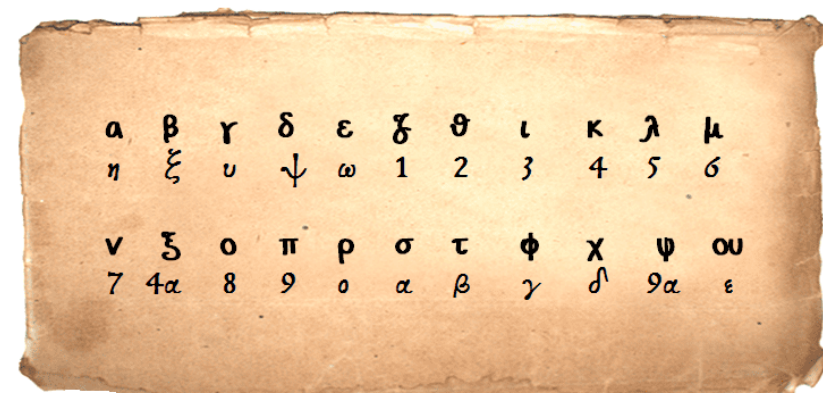 α β γ δ ε ζ θ ι κ λ μ
η ξ υ ψ ω 1 2 3 4 5 6
ν ξ ο π ρ σ τ φ χ ψ ου
7 4α 8 9 ο α β γ δ 9α ε